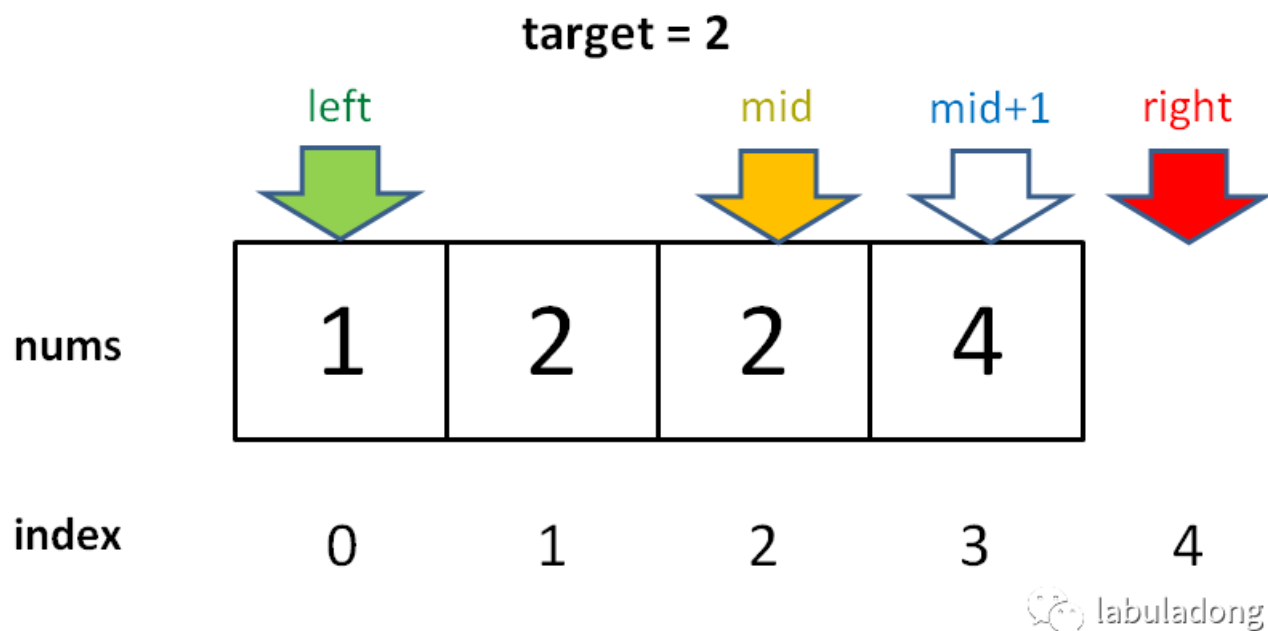 target = 2
left mid mid+1 right
nums 1 2 2 4
index 0 1 2 3 4
labuladong